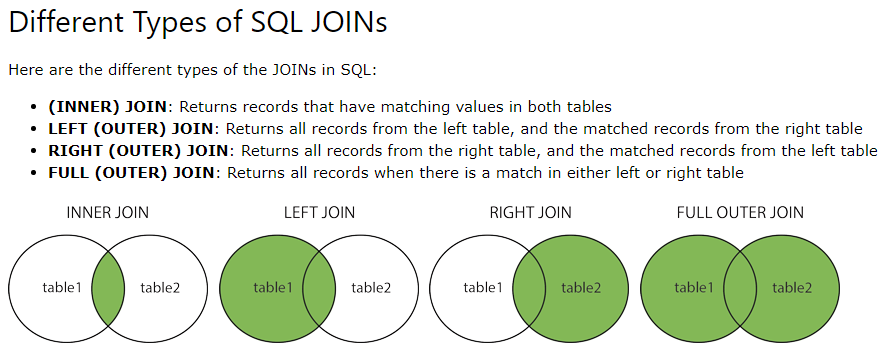 Different Types of SQL JOINs
Here are the different types of the JOINs in SQL:
• (INNER) JOIN: Returns records that have matching values in both tables
• LEFT (OUTER) JOIN: Returns all records from the left table, and the matched records from the right table
• RIGHT (OUTER) JOIN: Returns all records from the right table, and the matched records from the left table
• FULL (OUTER) JOIN: Returns all records when there is a match in either left or right table
INNER JOIN LEFT JOIN RIGHT JOIN FULL OUTER JOIN
table1 table2 table1 table2 table1 table2 table1 table2